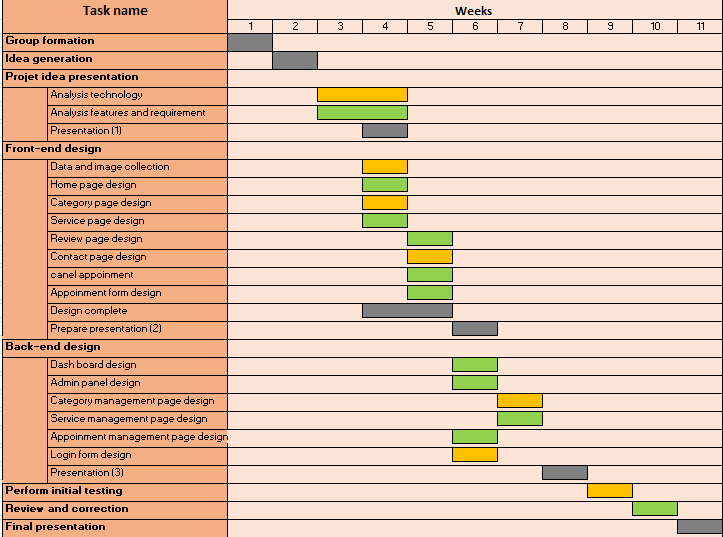 Task name
Weeks
1 2 3 4 5 6 7 8 9 10 11
Group formation
Idea generation
Projet idea presentation
Analysis technology
Analysis features and requirement
Presentation (1)
Front-end design
Data and image collection
Home page design
Category page design
Service page design
Review page design
Contact page design
canel appoinment
Appoinment form design
Design complete
Prepare presentation (2)
Back-end design
Dash board design
Admin panel design
Category management page design
Service management page design
Appoinment management page design
Login form design
Presentation (3)
Perform initial testing
Review and correction
Final presentation